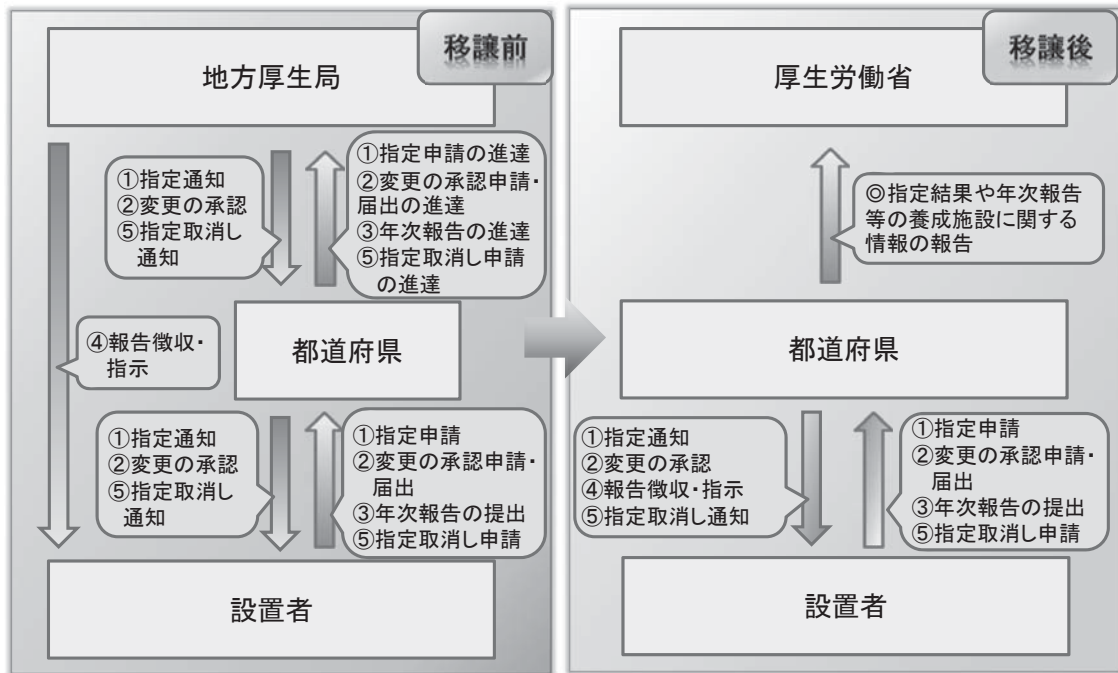 移譲前
地方厚生局
①指定通知
②変更の承認
⑤指定取消し
通知
①指定申請の進達
②変更の承認申請・
届出の進達
③年次報告の進達
⑤指定取消し申請
の進達
④報告徴収・
指示
都道府県
①指定通知
②変更の承認
⑤指定取消し
通知
①指定申請
②変更の承認申請・
届出
③年次報告の提出
⑤指定取消し申請
設置者
移譲後
厚生労働省
◎指定結果や年次報告
等の養成施設に関する
情報の報告
都道府県
①指定通知
②変更の承認
④報告徴収・指示
⑤指定取消し通知
①指定申請
②変更の承認申請・
届出
③年次報告の提出
⑤指定取消し申請
設置者